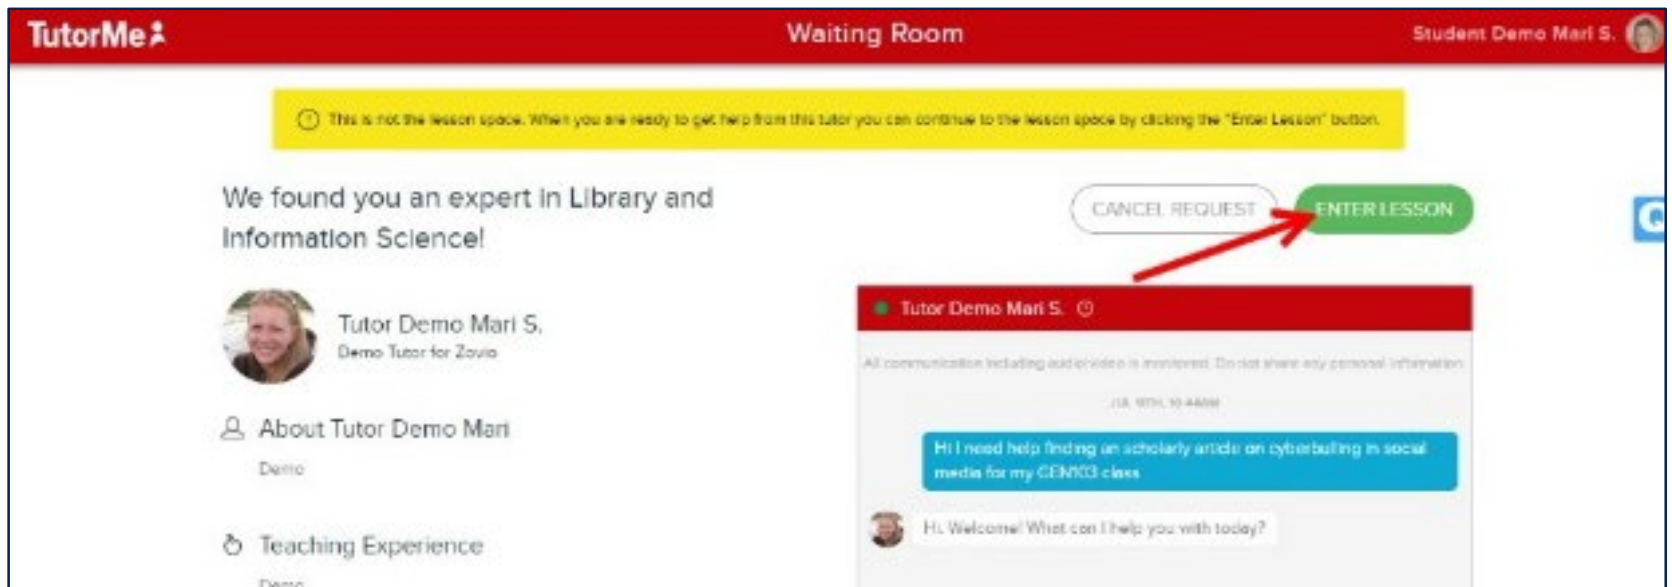 TutorMe
Waiting Room
Student Demo Mari S.
This is not the lesson space. When you are ready to get help from this tutor you can continue to the lesson space by clicking the "Enter Lesson" button.
We found you an expert in Library and
Information Science!
CANCEL REQUEST
ENTER LESSON
Tutor Demo Mari S.
Demo Tutor for Zovio
About Tutor Demo Mari
Demo
Teaching Experience
Demo
Tutor Demo Mari S.
All communication including audio/video is monitored. Do not share any personal information
10:44AM
Hi I need help finding an scholarly article on cyberbulling in social
media for my GEN103 class
Hi. Welcome! What can I help you with today?